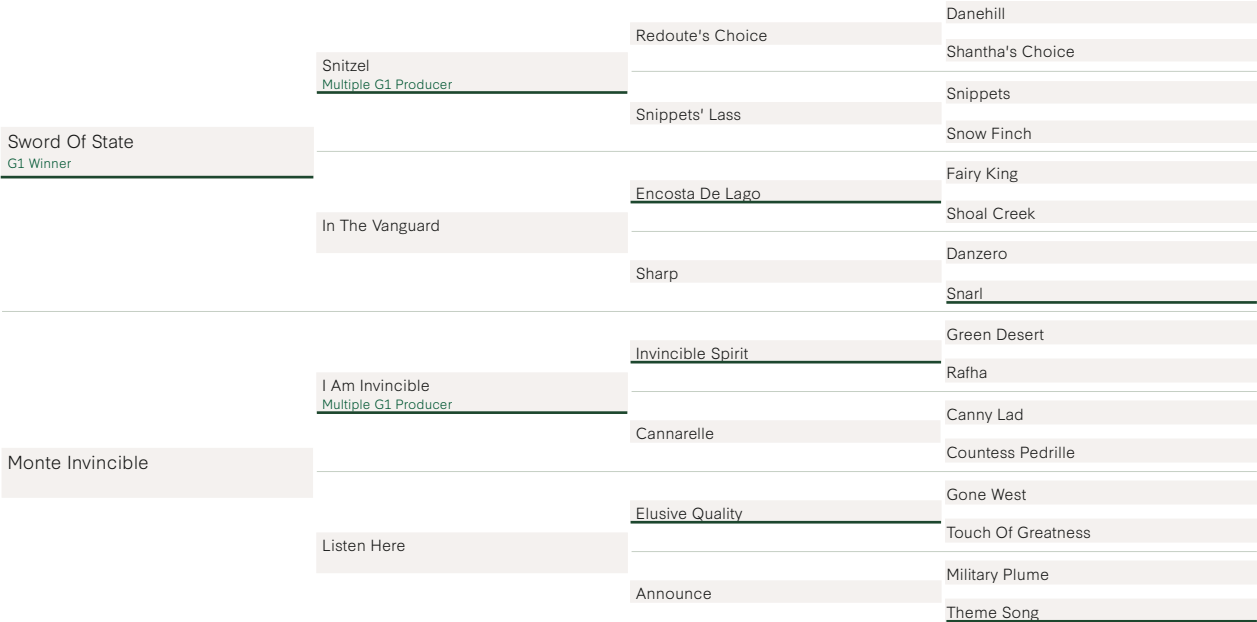 Sword Of State
G1 Winner
Monte Invincible
Snitzel
Multiple G1 Producer
In The Vanguard
I Am Invincible
Multiple G1 Producer
Listen Here
Redoute's Choice
Snippets' Lass
Encosta De Lago
Sharp
Invincible Spirit
Cannarelle
Elusive Quality
Announce
Danehill
Shantha's Choice
Snippets
Snow Finch
Fairy King
Shoal Creek
Danzero
Snarl
Green Desert
Rafha
Canny Lad
Countess Pedrille
Gone West
Touch Of Greatness
Military Plume
Theme Song